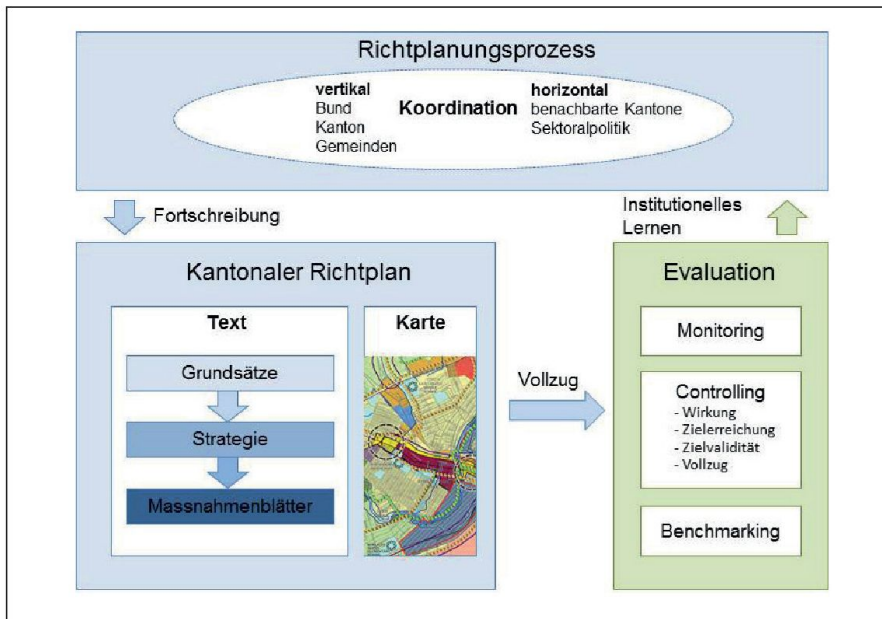 Richtplanungsprozess
vertikal
Bund
Kanton
Gemeinden
Koordination
horizontal
benachbarte Kantone
Sektoralpolitik
Fortschreibung
Institutionelles
Lernen
Kantonaler Richtplan
Text
Grundsätze
Strategie
Massnahmenblätter
Karte
Vollzug
Evaluation
Monitoring
Controlling
- Wirkung
- Zielerreichung
- Zielvalidität
- Vollzug
Benchmarking